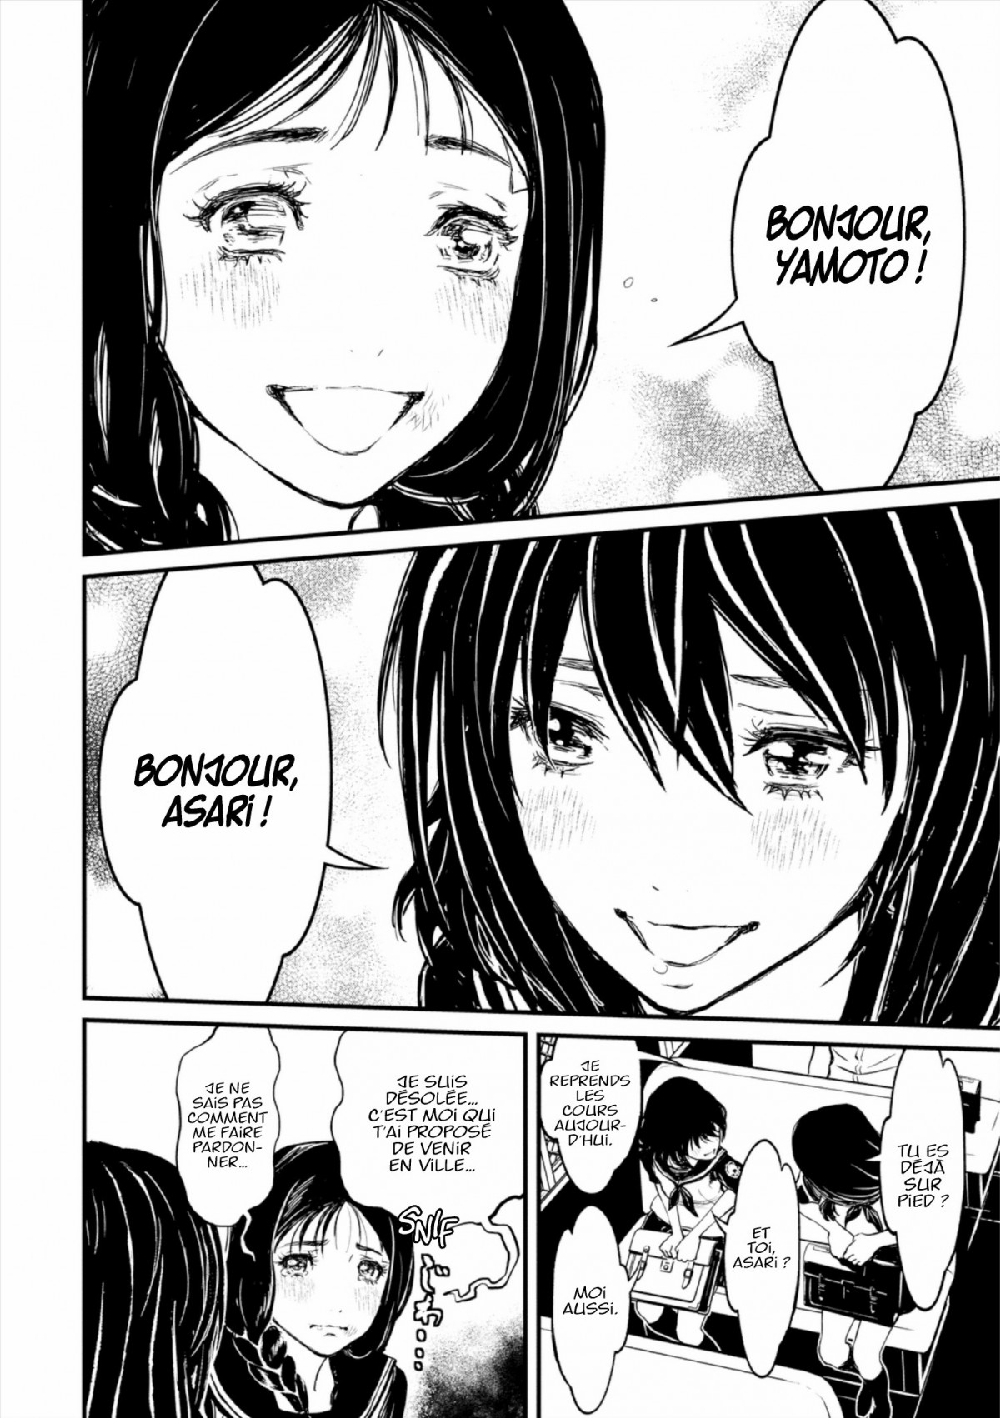 BONJOUR,
YAMOTO !
BONJOUR,
ASARI !
TU ES
DÉJÀ
SUR
PIED ?
JE
REPRENDS
LES
COURS
AUJOUR-
D'HUI.
ET
TOI,
ASARI ?
MOI
AUSSI.
JE SUIS
DÉSOLÉE...
C'EST MOI QUI
T'AI PROPOSÉ
DE VENIR
EN VILLE...
JE NE
SAIS PAS
COMMENT
ME FAIRE
PARDON-
NER...
SNIF
じわ...